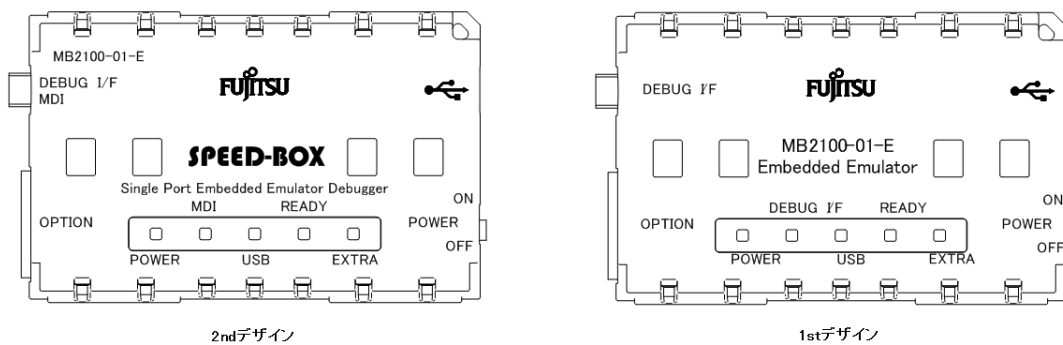 MB2100-01-E
DEBUG I/F
MDI
FUJITSU
SPEED-BOX
Single Port Embedded Emulator Debugger
MDI READY
OPTION
POWER USB EXTRA
ON
POWER
OFF
2ndデザイン
DEBUG I/F
FUJITSU
MB2100-01-E
Embedded Emulator
DEBUG I/F READY
OPTION
POWER USB EXTRA
ON
POWER
OFF
1stデザイン